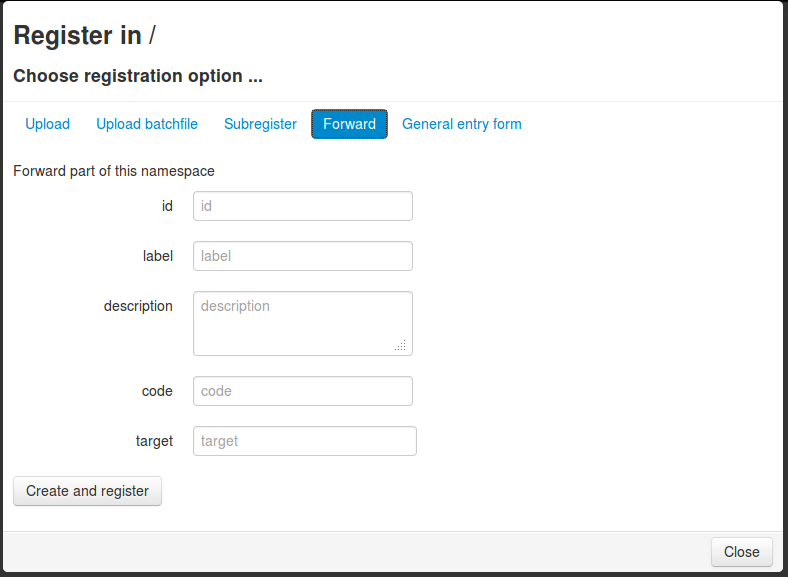 Register in /
Choose registration option ...
Upload Upload batchfile Subregister Forward General entry form
Forward part of this namespace
id id
label label
description description
code code
target target
Create and register
Close